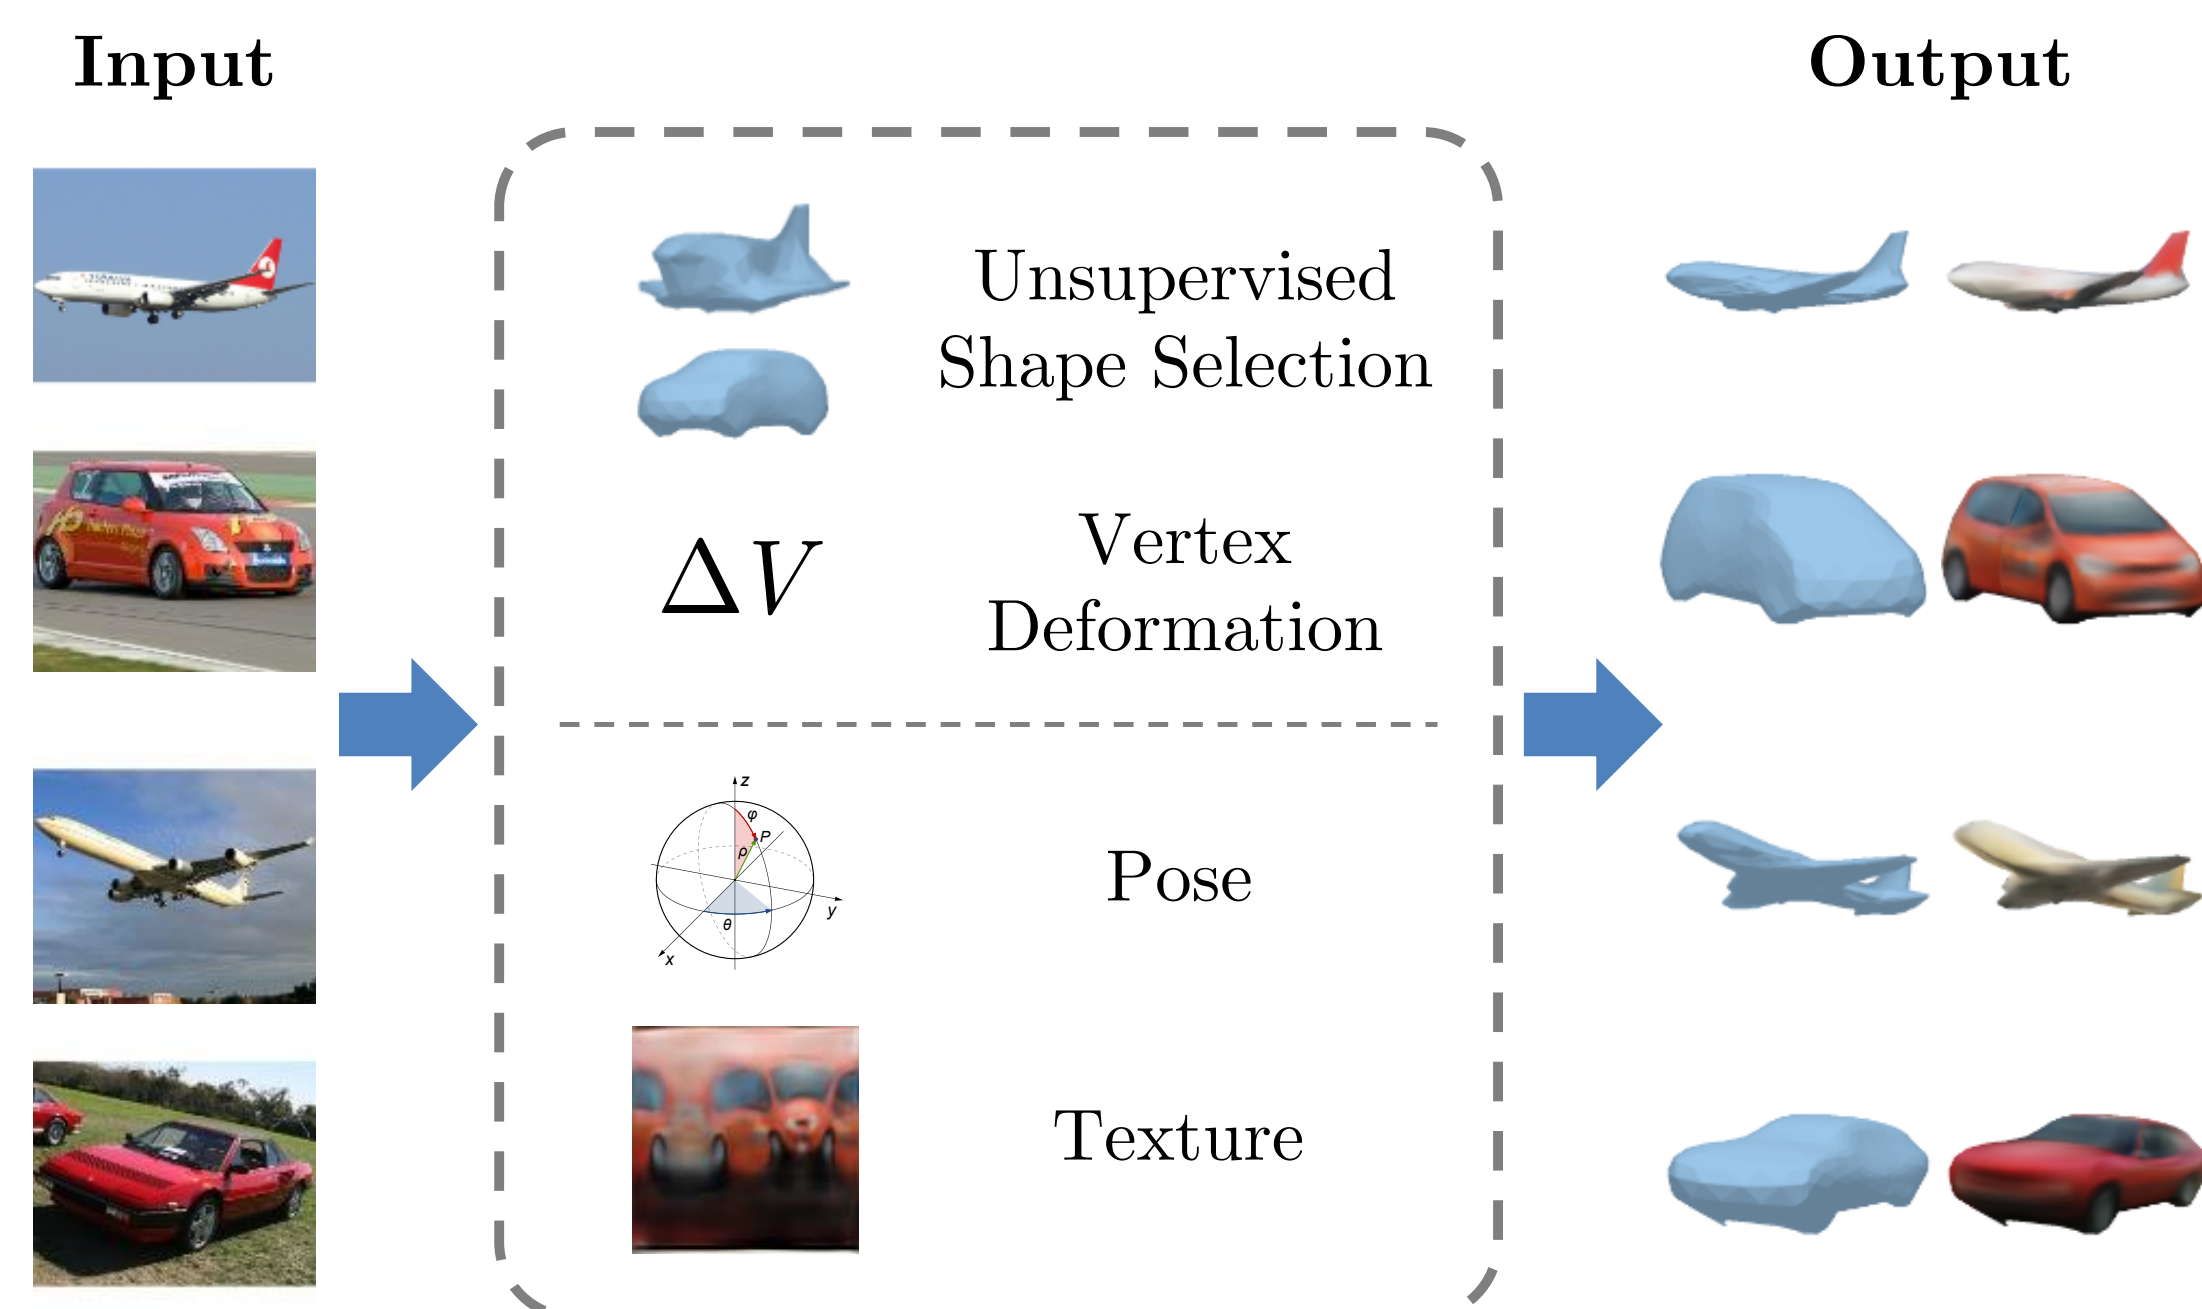 Input
Output
Unsupervised
Shape Selection
ΔV
Vertex
Deformation
z
φ
P
ρ
y
θ
x
Pose
Texture